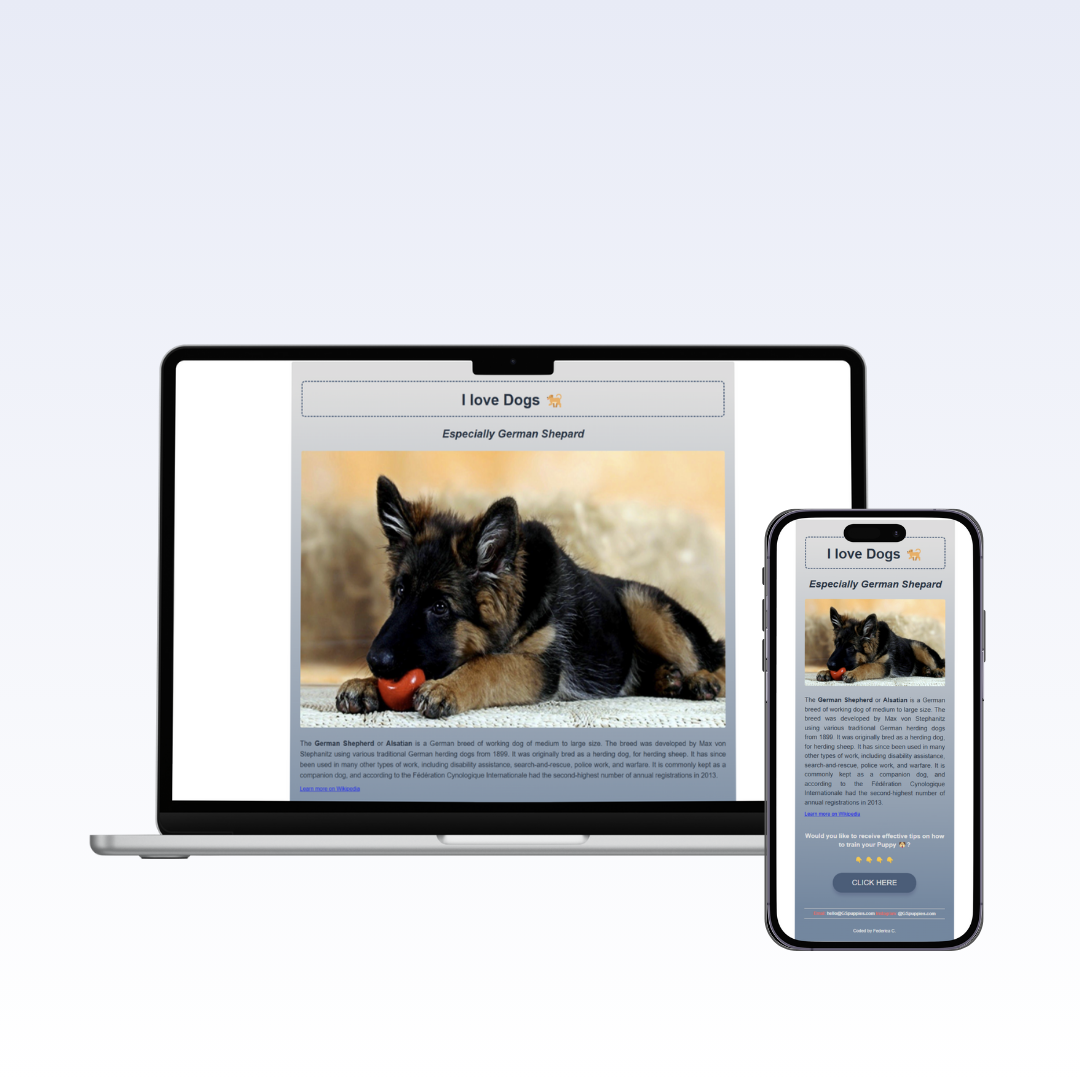 I love Dogs 🐕
Especially German Shepard
The German Shepherd or Alsatian is a German breed of working dog of medium to large size. The breed was developed by Max von
Stephanitz using various traditional German herding dogs from 1899. It was originally bred as a herding dog, for herding sheep. It has since
been used in many other types of work, including disability assistance, search-and-rescue, police work, and warfare. It is commonly kept as a
companion dog, and according to the Fédération Cynologique Internationale had the second-highest number of annual registrations in 2013.
Learn more on Wikipedia
I love Dogs 🐕
Especially German Shepard
The German Shepherd or Alsatian is a German
breed of working dog of medium to large size. The
breed was developed by Max von Stephanitz
using various traditional German herding dogs
from 1899. It was originally bred as a herding dog,
for herding sheep. It has since been used in many
other types of work, including disability assistance,
search-and-rescue, police work, and warfare. It is
commonly kept as a companion dog, and
according to the Fédération Cynologique
Internationale had the second-highest number of
annual registrations in 2013.
Learn more on Wikipedia
Would you like to receive effective tips on how
to train your Puppy 🐶?
👇 👇 👇 👇
CLICK HERE
Coded by Federica C.